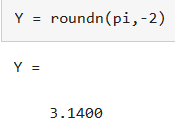 Y = roundn(pi,-2)
Y =
3.1400